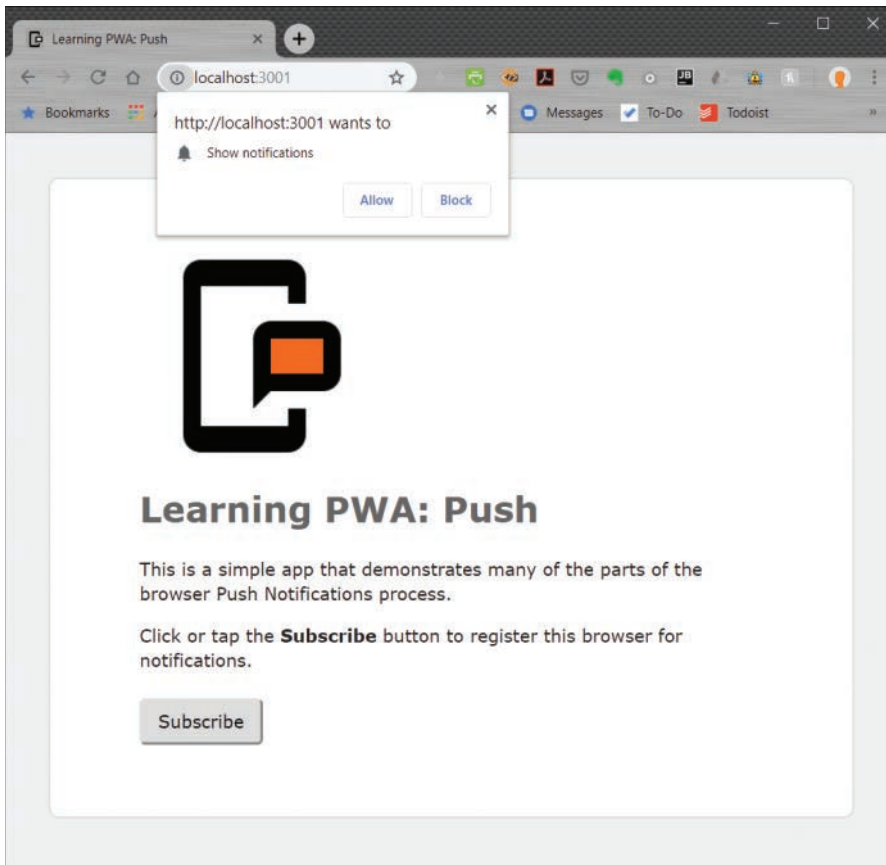 Learning PWA: Push
localhost:3001
Bookmarks
Messages
To-Do
Todoist
http://localhost:3001 wants to
Show notifications
Allow
Block
Learning PWA: Push
This is a simple app that demonstrates many of the parts of the
browser Push Notifications process.
Click or tap the Subscribe button to register this browser for
notifications.
Subscribe